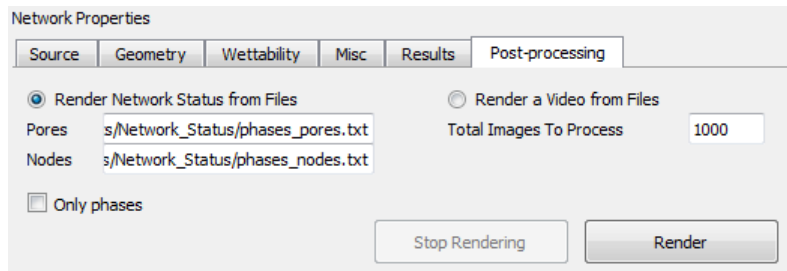 Network Properties
Source Geometry Wettability Misc Results Post-processing
Render Network Status from Files Render a Video from Files
Pores s/Network_Status/phases_pores.txt Total Images To Process 1000
Nodes s/Network_Status/phases_nodes.txt
Only phases
Stop Rendering Render